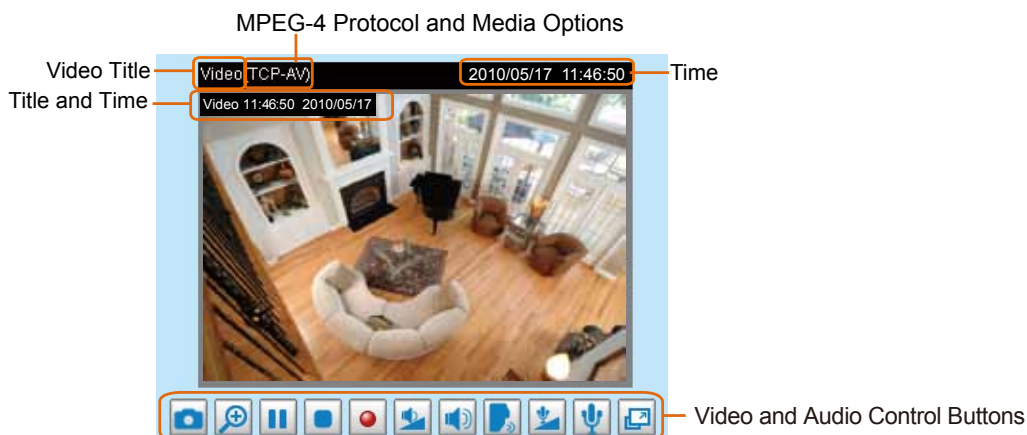 MPEG-4 Protocol and Media Options
Video Title
Video (TCP-AV)
2010/05/17 11:46:50
Time
Title and Time
Video 11:46:50 2010/05/17
Video and Audio Control Buttons